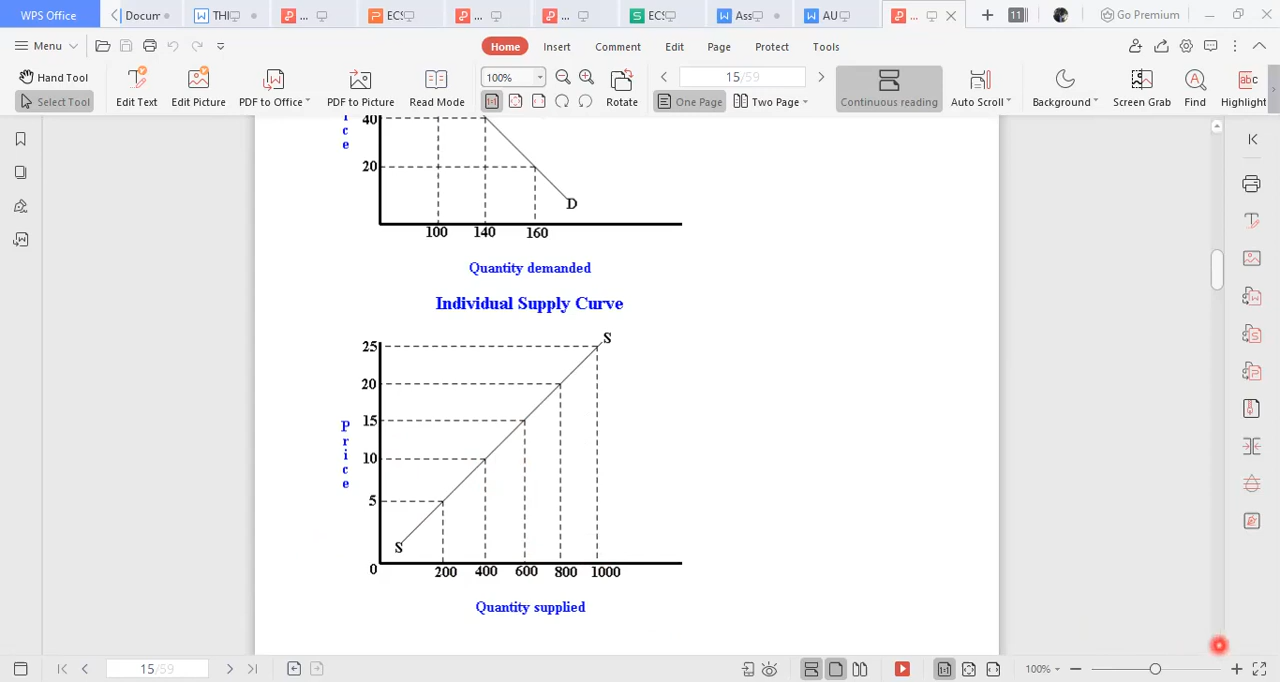 WPS Office
Docum
THI
...
ECS
...
...
ECS
Ass
AU
...
11
Go Premium
Menu
Home
Insert
Comment
Edit
Page
Protect
Tools
Hand Tool
Select Tool
Edit Text
Edit Picture
PDF to Office
PDF to Picture
Read Mode
100%
Rotate
15/59
One Page
Two Page
Continuous reading
Auto Scroll
Background
Screen Grab
Find
Highlight
i
c
e
40
20
D
100 140 160
Quantity demanded
Individual Supply Curve
S
25
20
15
10
5
P
r
i
c
e
S
0
200 400 600 800 1000
Quantity supplied
15/59
100%